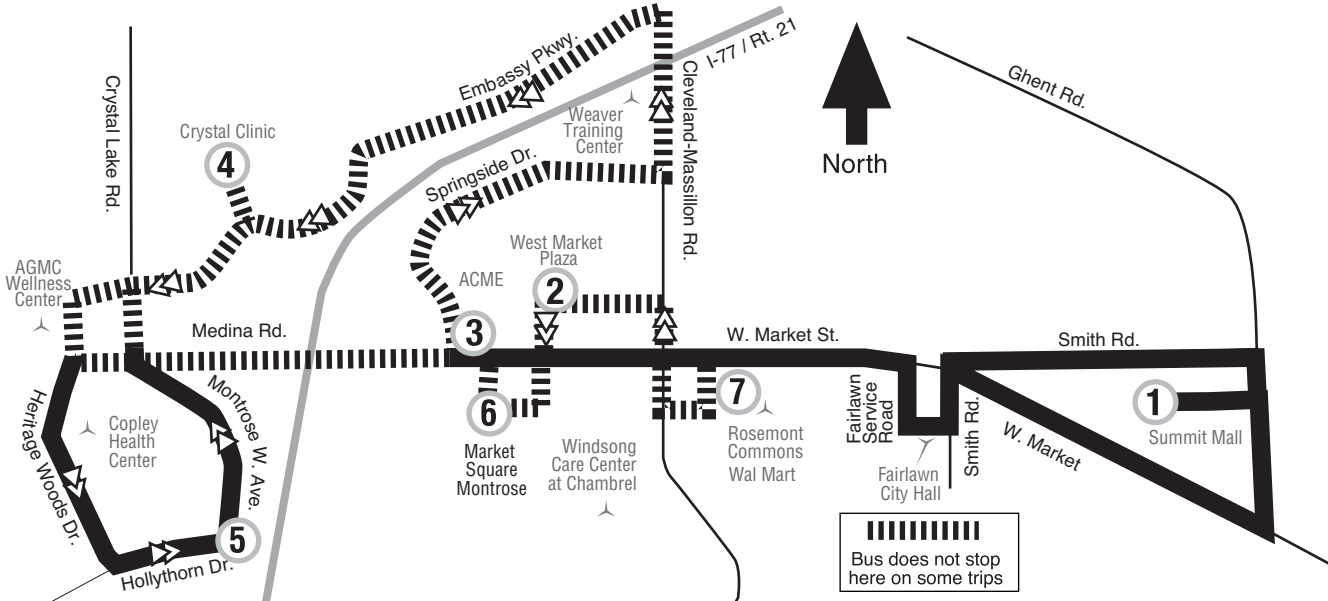 Crystal Lake Rd.
Crystal Clinic
4
Embassy Pkwy.
I-77 / Rt. 21
Weaver
Training
Center
Cleveland-Massillon Rd.
North
Ghent Rd.
Springside Dr.
AGMC
Wellness
Center
West Market
Plaza
2
ACME
3
Medina Rd.
W. Market St.
Smith Rd.
Heritage Woods Dr.
Copley
Health
Center
Montrose W. Ave.
5
Hollythorn Dr.
6
Market
Square
Montrose
Windsong
Care Center
at Chambrel
7
Rosemont
Commons
Wal Mart
Fairlawn
Service
Road
Fairlawn
City Hall
Smith Rd.
W. Market
1
Summit Mall
Bus does not stop
here on some trips